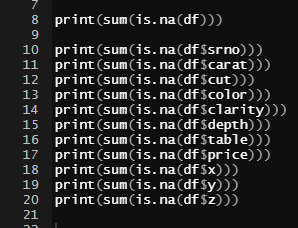 7
8 print(sum(is.na(df)))
9
10 print(sum(is.na(df$srno)))
11 print(sum(is.na(df$carat)))
12 print(sum(is.na(df$cut)))
13 print(sum(is.na(df$color)))
14 print(sum(is.na(df$clarity)))
15 print(sum(is.na(df$depth)))
16 print(sum(is.na(df$table)))
17 print(sum(is.na(df$price)))
18 print(sum(is.na(df$x)))
19 print(sum(is.na(df$y)))
20 print(sum(is.na(df$z)))
21